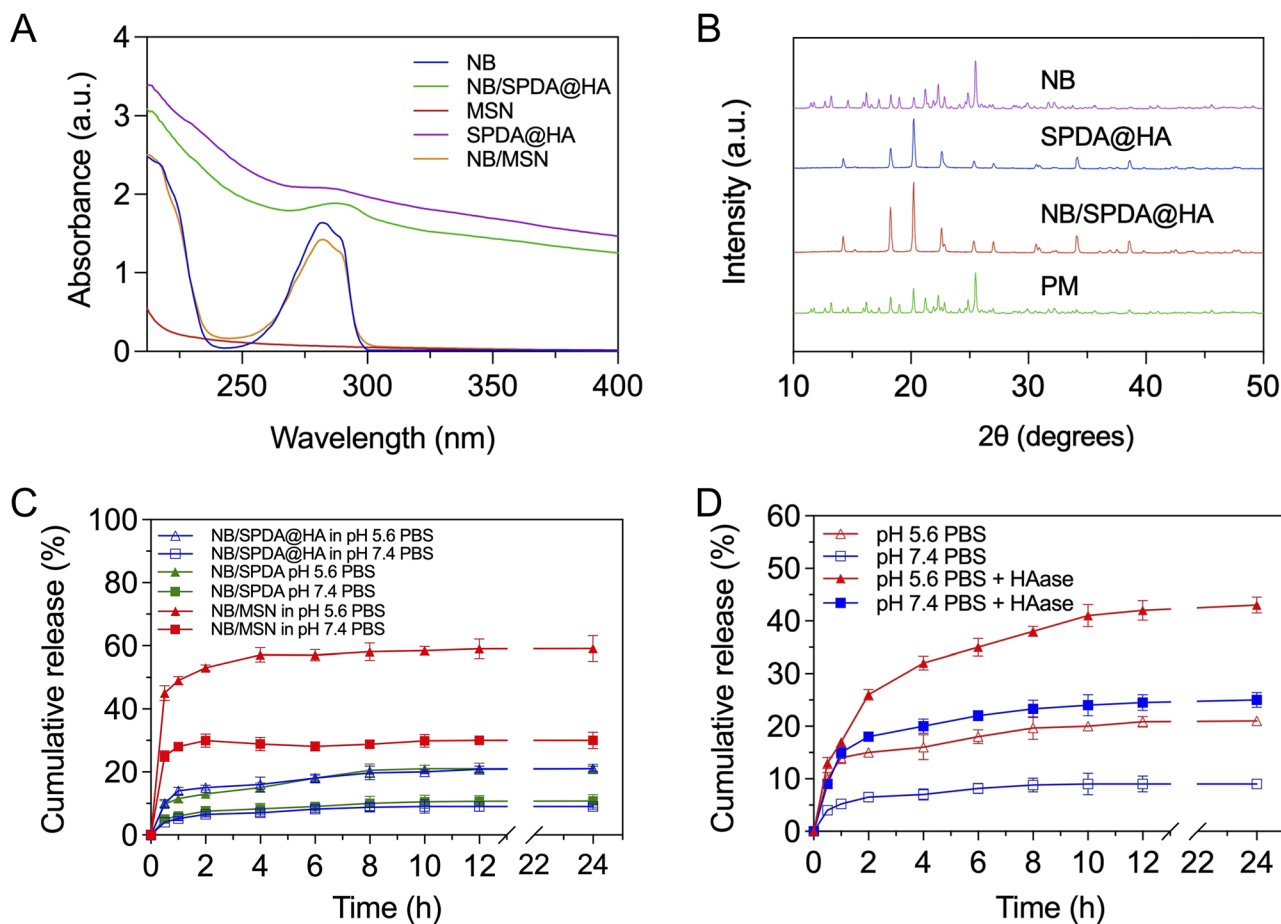 A
4
3
2
1
0
250
300
350
400
Absorbance (a.u.)
Wavelength (nm)
NB
NB/SPDA@HA
MSN
SPDA@HA
NB/MSN
B
NB
SPDA@HA
NB/SPDA@HA
PM
Intensity (a.u.)
10
20
30
40
50
2θ (degrees)
C
100
80
60
40
20
0
Cumulative release (%)
NB/SPDA@HA in pH 5.6 PBS
NB/SPDA@HA in pH 7.4 PBS
NB/SPDA pH 5.6 PBS
NB/SPDA pH 7.4 PBS
NB/MSN in pH 5.6 PBS
NB/MSN in pH 7.4 PBS
0
2
4
6
8
10
12
22
24
Time (h)
D
60
50
40
30
20
10
0
Cumulative release (%)
pH 5.6 PBS
pH 7.4 PBS
pH 5.6 PBS + HAase
pH 7.4 PBS + HAase
0
2
4
6
8
10
12
22
24
Time (h)